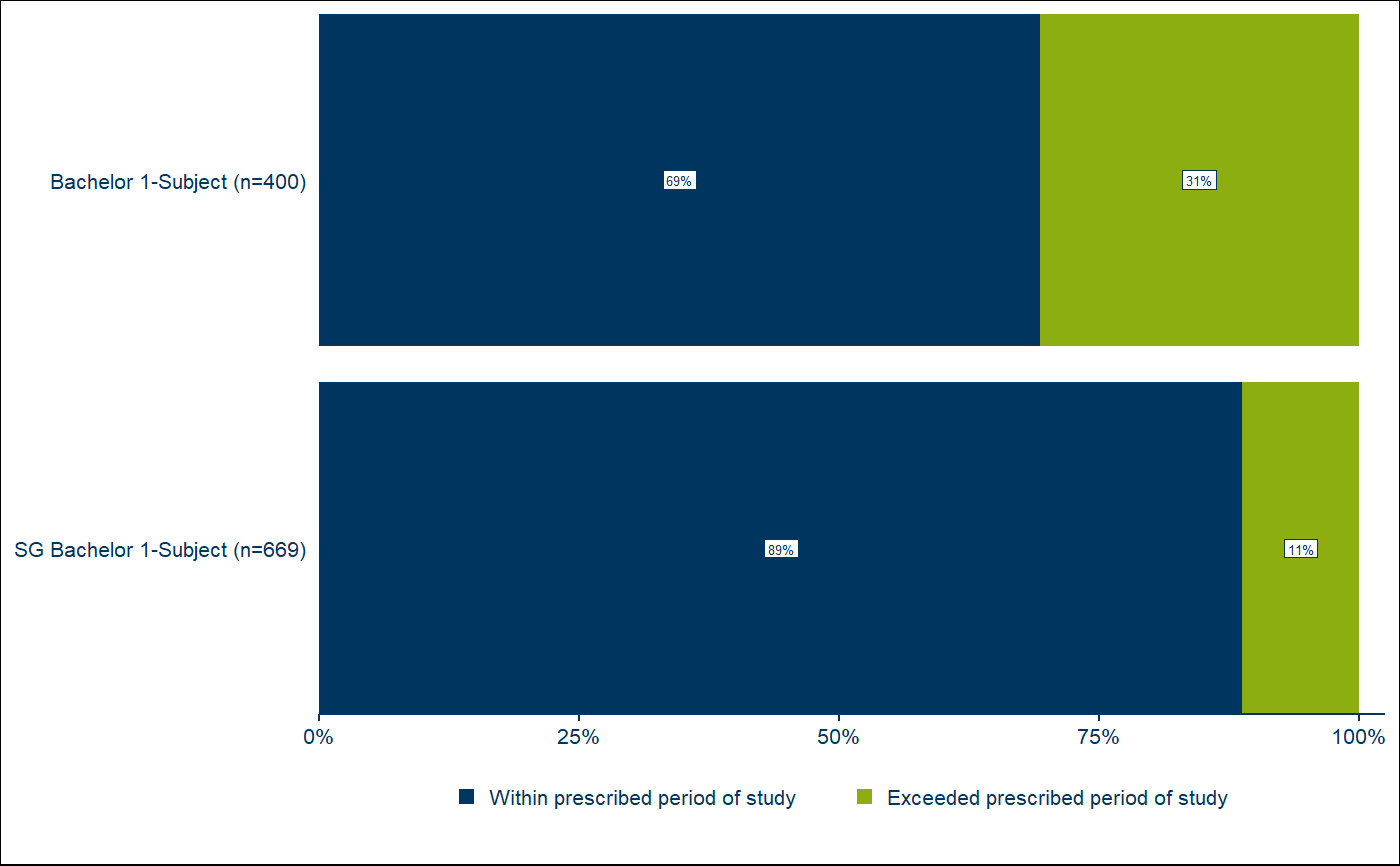 Bachelor 1-Subject (n=400)
69%
31%
SG Bachelor 1-Subject (n=669)
89%
11%
0%
25%
50%
75%
100%
Within prescribed period of study
Exceeded prescribed period of study